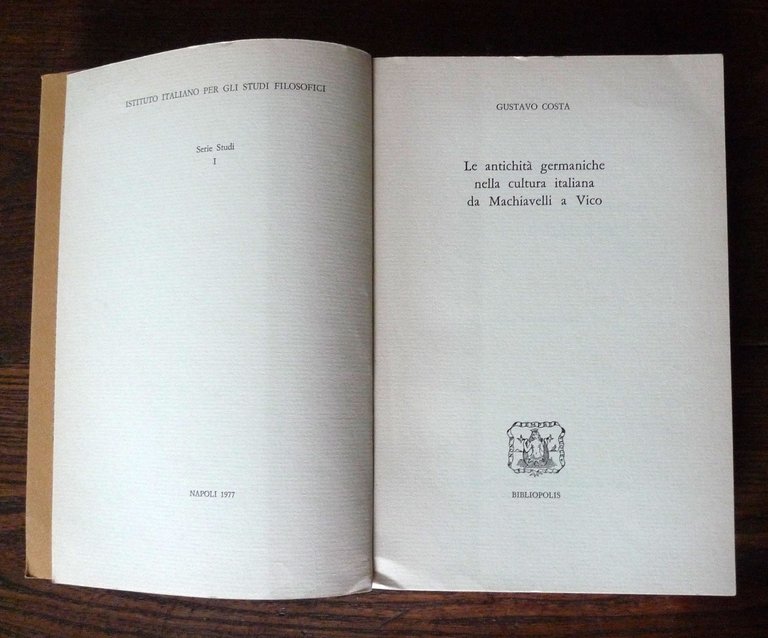 ISTITUTO ITALIANO PER GLI STUDI FILOSOFICI
Serie Studi
I
NAPOLI 1977
GUSTAVO COSTA
Le antichità germaniche
nella cultura italiana
da Machiavelli a Vico
BIBLIOPOLIS